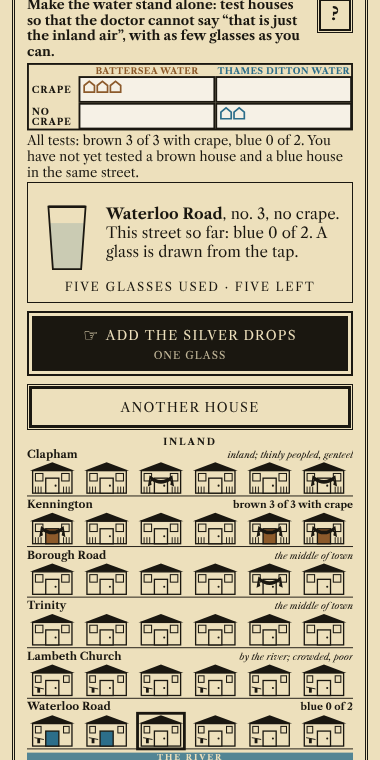 Make the water stand alone: test houses
so that the doctor cannot say “that is just
the inland air”, with as few glasses as you
can.
?
BATTERSEA WATER THAMES DITTON WATER
CRAPE
NO
CRAPE
All tests: brown 3 of 3 with crape, blue 0 of 2. You
have not yet tested a brown house and a blue house
in the same street.
Waterloo Road, no. 3, no crape.
This street so far: blue 0 of 2. A
glass is drawn from the tap.
FIVE GLASSES USED · FIVE LEFT
☞ ADD THE SILVER DROPS
ONE GLASS
ANOTHER HOUSE
INLAND
Clapham inland; thinly peopled, genteel
Kennington brown 3 of 3 with crape
Borough Road the middle of town
Trinity the middle of town
Lambeth Church by the river; crowded, poor
Waterloo Road blue 0 of 2
THE RIVER